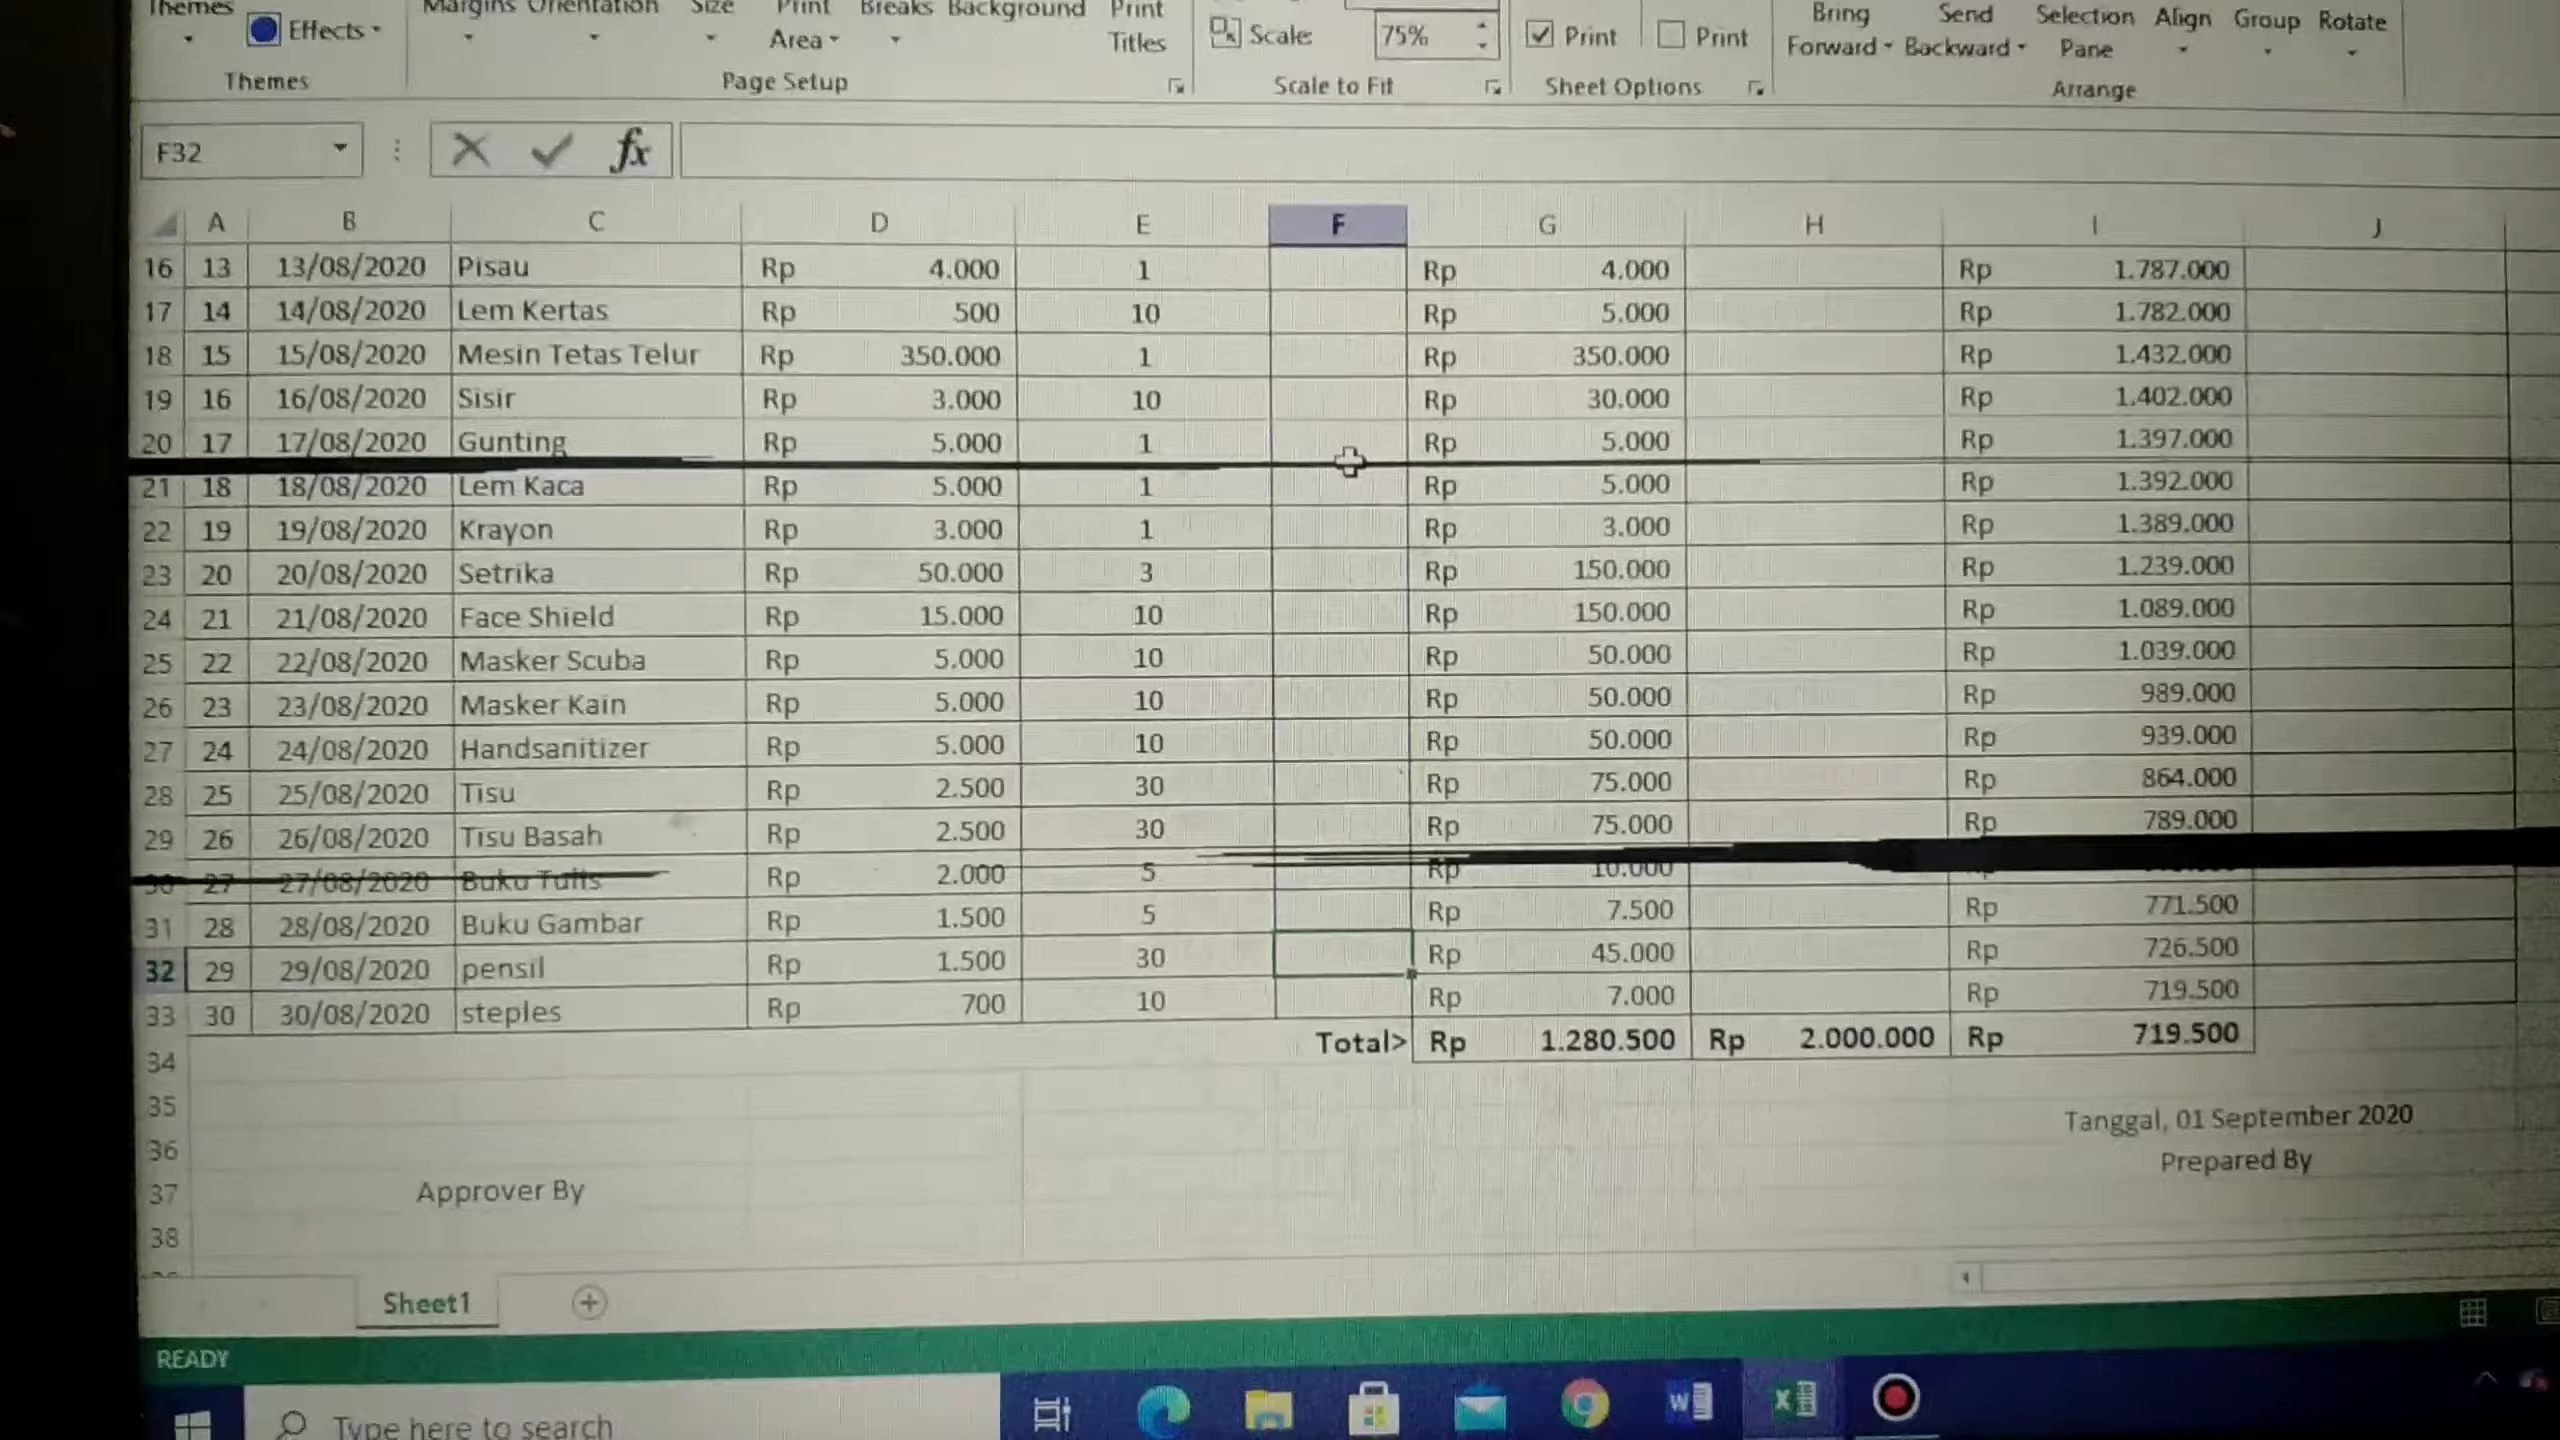 Themes Margins Orientation Size Print Breaks Background Print
Effects Area Titles Scale: 75% Print Print Bring Send Selection Align Group Rotate
Forward Backward Pane
Themes Page Setup Scale to Fit Sheet Options Arrange
F32 fx
A B C D E F G H I J
16 13 13/08/2020 Pisau Rp 4.000 1 Rp 4.000 Rp 1.787.000
17 14 14/08/2020 Lem Kertas Rp 500 10 Rp 5.000 Rp 1.782.000
18 15 15/08/2020 Mesin Tetas Telur Rp 350.000 1 Rp 350.000 Rp 1.432.000
19 16 16/08/2020 Sisir Rp 3.000 10 Rp 30.000 Rp 1.402.000
20 17 17/08/2020 Gunting Rp 5.000 1 Rp 5.000 Rp 1.397.000
21 18 18/08/2020 Lem Kaca Rp 5.000 1 Rp 5.000 Rp 1.392.000
22 19 19/08/2020 Krayon Rp 3.000 1 Rp 3.000 Rp 1.389.000
23 20 20/08/2020 Setrika Rp 50.000 3 Rp 150.000 Rp 1.239.000
24 21 21/08/2020 Face Shield Rp 15.000 10 Rp 150.000 Rp 1.089.000
25 22 22/08/2020 Masker Scuba Rp 5.000 10 Rp 50.000 Rp 1.039.000
26 23 23/08/2020 Masker Kain Rp 5.000 10 Rp 50.000 Rp 989.000
27 24 24/08/2020 Handsanitizer Rp 5.000 10 Rp 50.000 Rp 939.000
28 25 25/08/2020 Tisu Rp 2.500 30 Rp 75.000 Rp 864.000
29 26 26/08/2020 Tisu Basah Rp 2.500 30 Rp 75.000 Rp 789.000
30 27 27/08/2020 Buku Tulis Rp 2.000 5 Rp 10.000
31 28 28/08/2020 Buku Gambar Rp 1.500 5 Rp 7.500 Rp 771.500
32 29 29/08/2020 pensil Rp 1.500 30 Rp 45.000 Rp 726.500
33 30 30/08/2020 steples Rp 700 10 Rp 7.000 Rp 719.500
34 Total> Rp 1.280.500 Rp 2.000.000 Rp 719.500
35 Tanggal, 01 September 2020
36 Prepared By
37 Approver By
38
Sheet1
READY
Type here to search